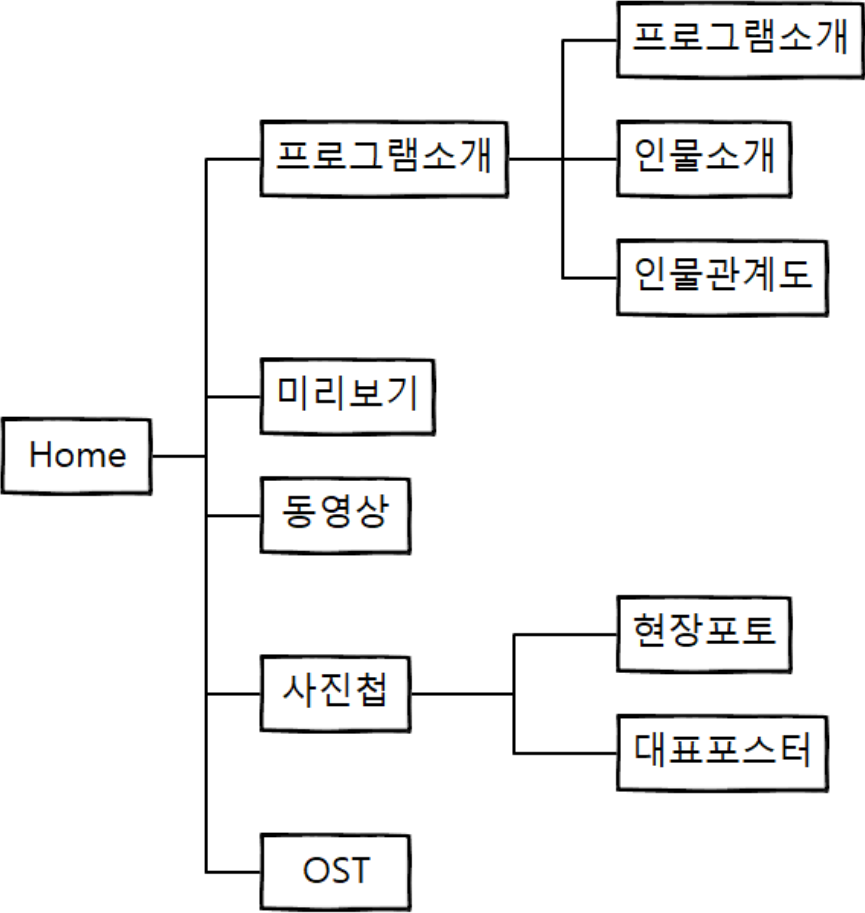 Home
프로그램소개
프로그램소개
인물소개
인물관계도
미리보기
동영상
사진첩
현장포토
대표포스터
OST